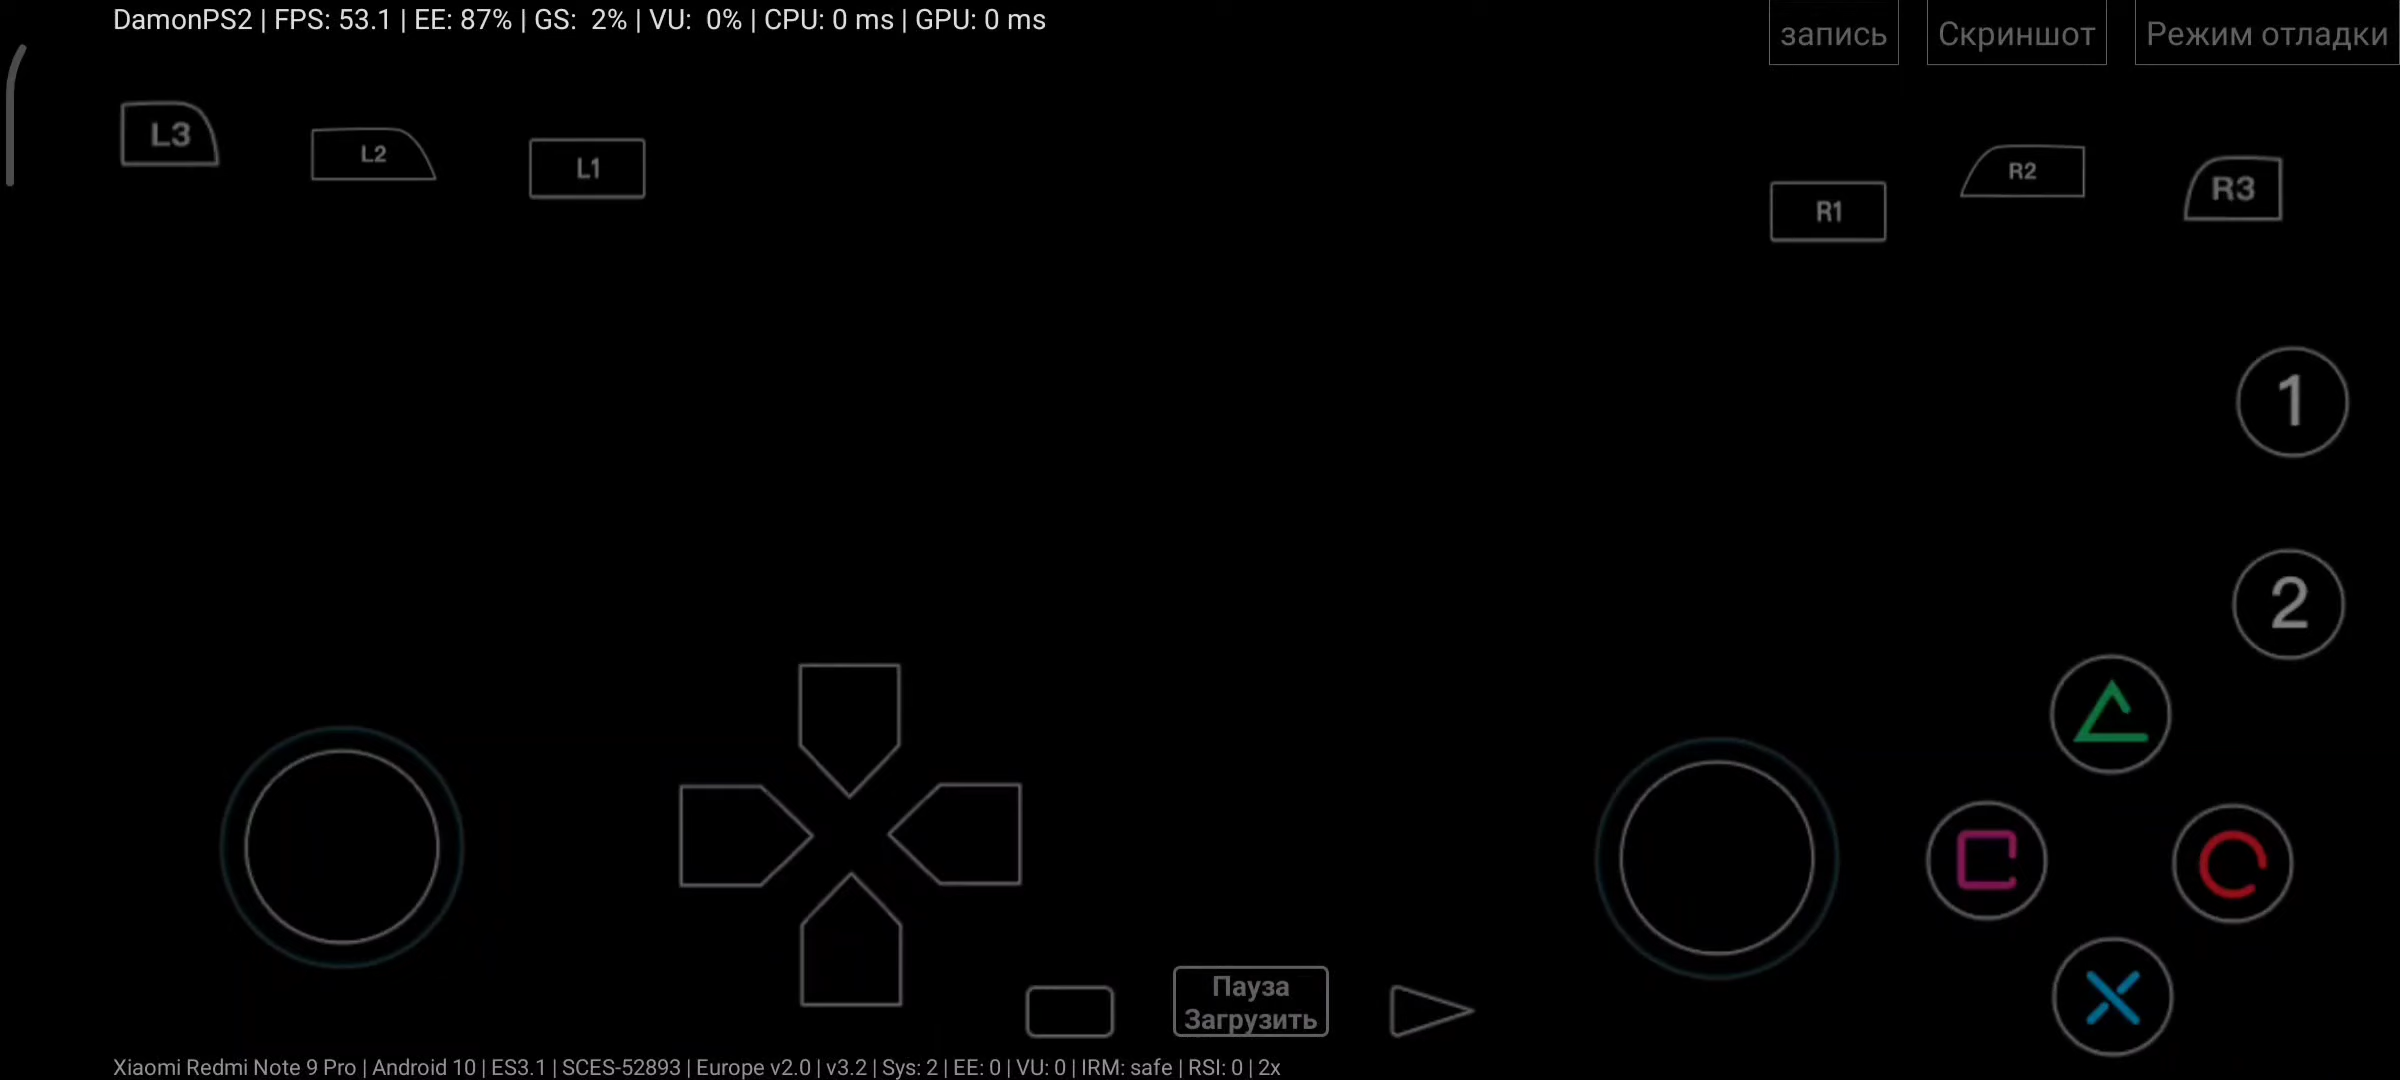 DamonPS2 | FPS: 53.1 | EE: 87% | GS:  2% | VU:  0% | CPU: 0 ms | GPU: 0 ms
запись
Скриншот
Режим отладки
L3
L2
L1
R1
R2
R3
1
2
Пауза
Загрузить
Xiaomi Redmi Note 9 Pro | Android 10 | ES3.1 | SCES-52893 | Europe v2.0 | v3.2 | Sys: 2 | EE: 0 | VU: 0 | IRM: safe | RSI: 0 | 2x